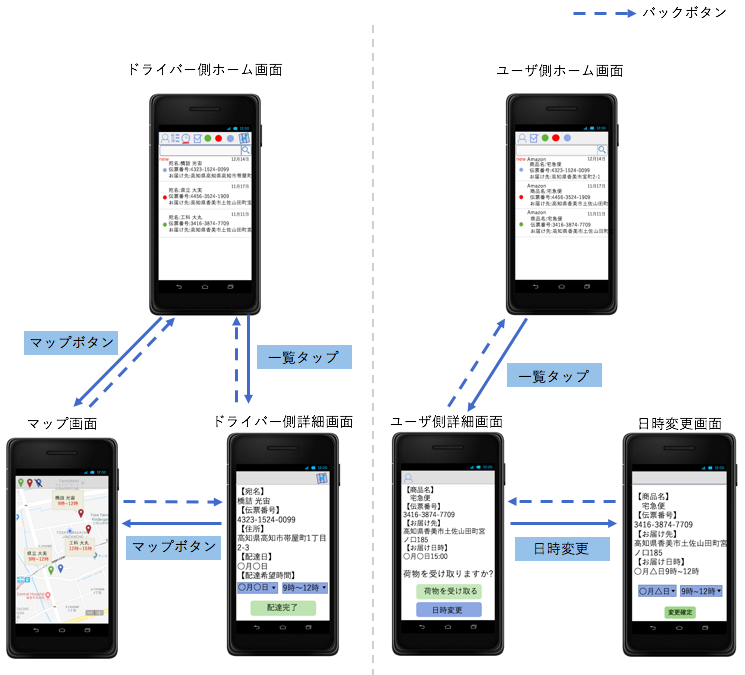 バックボタン
ドライバー側ホーム画面
new
12月14日
宛名:橋詰 光宙
伝票番号:4323-1524-0099
お届け先:高知県高知県高知市帯屋町
11月17日
宛名:県立 大実
伝票番号:4456-3524-1909
お届け先:高知県香美市土佐山田町宝
11月11日
宛名:工科 大丸
伝票番号:3416-3874-7709
お届け先:高知県香美市土佐山田町宮
ユーザ側ホーム画面
new Amazon
12月14日
商品名:宅急便
伝票番号:4323-1524-0099
お届け先:高知県香美市宝町2-1
Amazon
11月17日
商品名:宅急便
伝票番号:4456-3524-1909
お届け先:高知県香美市土佐山田町
Amazon
11月11日
商品名:宅急便
伝票番号:3416-3874-7709
お届け先:高知県香美市土佐山田町
マップボタン
一覧タップ
一覧タップ
マップ画面
橋詰 光宙
9時~12時
工科 大丸
12時~15時
県立 大実
9時~12時
マップボタン
ドライバー側詳細画面
【宛名】
橋詰 光宙
【伝票番号】
4323-1524-0099
【住所】
高知県高知市帯屋町1丁目
2-3
【配達日】
〇月〇日
【配達希望時間】
〇月〇日
9時~12時
配達完了
ユーザ側詳細画面
【商品名】
宅急便
【伝票番号】
3416-3874-7709
【お届け先】
高知県香美市土佐山田町宮
ノ口185
【お届け日時】
〇月〇日15:00
荷物を受け取りますか?
荷物を受け取る
日時変更
日時変更
日時変更画面
【商品名】
宅急便
【伝票番号】
3416-3874-7709
【お届け先】
高知県香美市土佐山田町宮
ノ口185
【お届け日時】
〇月△日9時~12時
〇月△日
9時~12時
変更確定